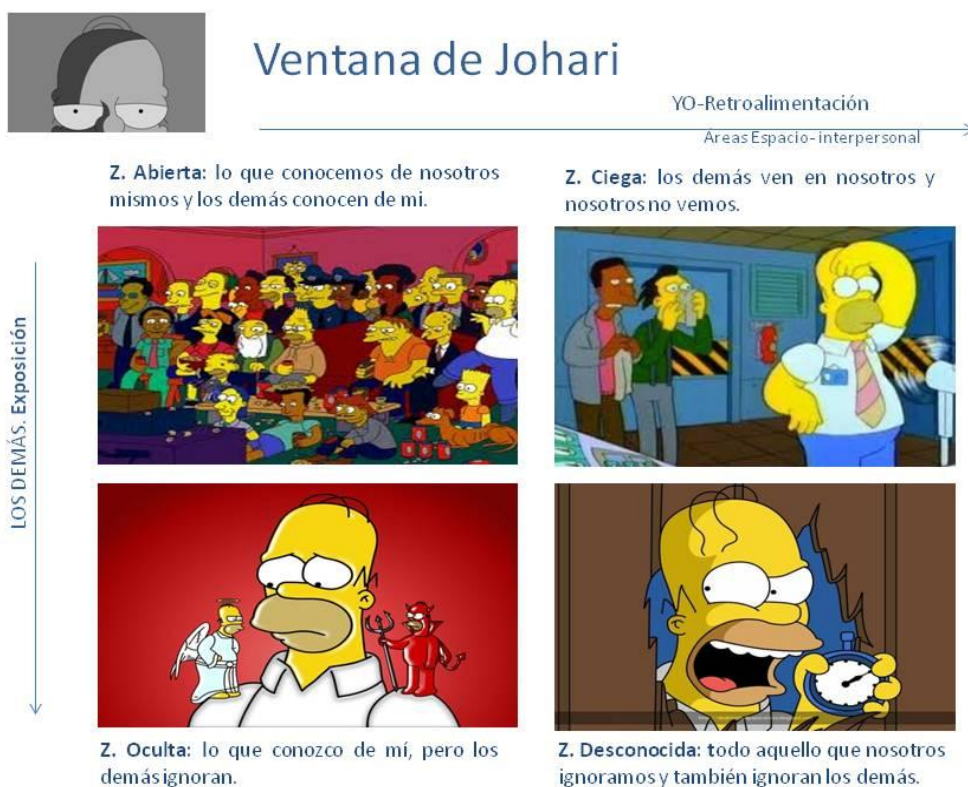 Ventana de Johari
YO-Retroalimentación
Áreas Espacio- interpersonal
Z. Abierta: lo que conocemos de nosotros
mismos y los demás conocen de mi.
Z. Ciega: los demás ven en nosotros y
nosotros no vemos.
LOS DEMÁS. Exposición
Z. Oculta: lo que conozco de mí, pero los
demás ignoran.
Z. Desconocida: todo aquello que nosotros
ignoramos y también ignoran los demás.